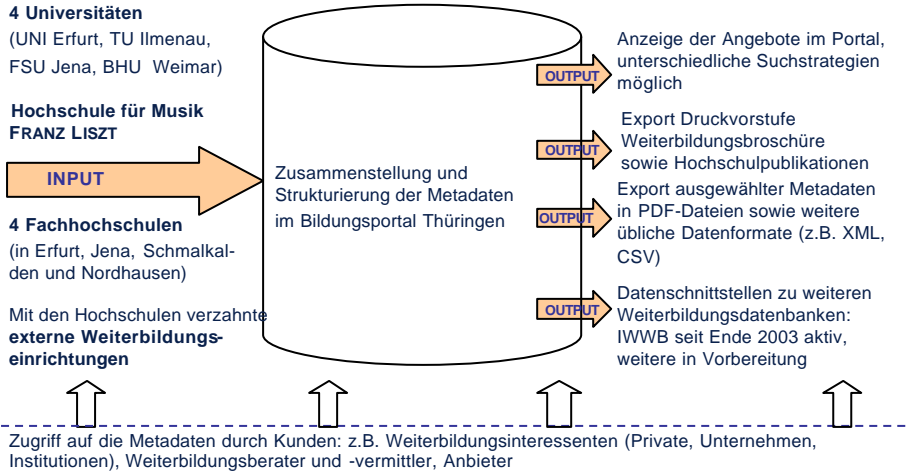 4 Universitäten
(UNI Erfurt, TU Ilmenau,
FSU Jena, BHU Weimar)
Hochschule für Musik
FRANZ LISZT
INPUT
4 Fachhochschulen
(in Erfurt, Jena, Schmalkal-
den und Nordhausen)
Mit den Hochschulen verzahnte
externe Weiterbildungs-
einrichtungen
Zusammenstellung und
Strukturierung der Metadaten
im Bildungsportal Thüringen
OUTPUT
Anzeige der Angebote im Portal,
unterschiedliche Suchstrategien
möglich
OUTPUT
Export Druckvorstufe
Weiterbildungsbroschüre
sowie Hochschulpublikationen
OUTPUT
Export ausgewählter Metadaten
in PDF-Dateien sowie weitere
übliche Datenformate (z.B. XML,
CSV)
OUTPUT
Datenschnittstellen zu weiteren
Weiterbildungsdatenbanken:
IWWB seit Ende 2003 aktiv,
weitere in Vorbereitung
Zugriff auf die Metadaten durch Kunden: z.B. Weiterbildungsinteressenten (Private, Unternehmen,
Institutionen), Weiterbildungsberater und -vermittler, Anbieter